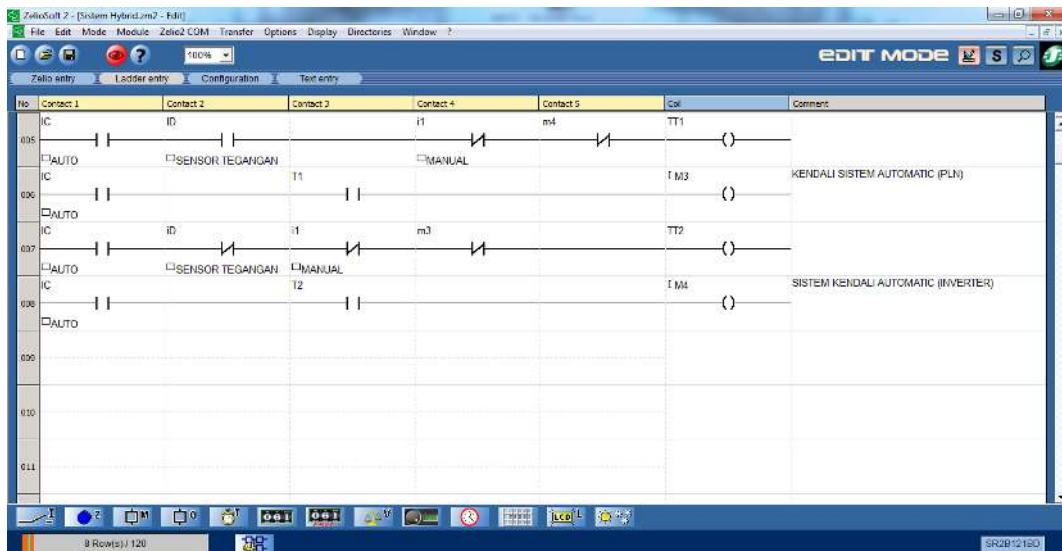 ZelioSoft 2 - [Sistem Hybrid.zm2 - Edit]
File Edit Mode Module Zelio2 COM Transfer Options Display Directories Window ?
100%
EDIT MODE S
Zelio entry Ladder entry Configuration Text entry
No Contact 1 Contact 2 Contact 3 Contact 4 Contact 5 Coil Comment
IC ID i1 m4 TT1
005
AUTO SENSOR TEGANGAN MANUAL
IC T1 [ M3 KENDALI SISTEM AUTOMATIC (PLN)
006
AUTO
IC iD i1 m3 TT2
007
AUTO SENSOR TEGANGAN MANUAL
IC T2 [ M4 SISTEM KENDALI AUTOMATIC (INVERTER)
008
AUTO
009
010
011
I Z M O T V LCD L
8 Row(s) / 120 SR2B121BD